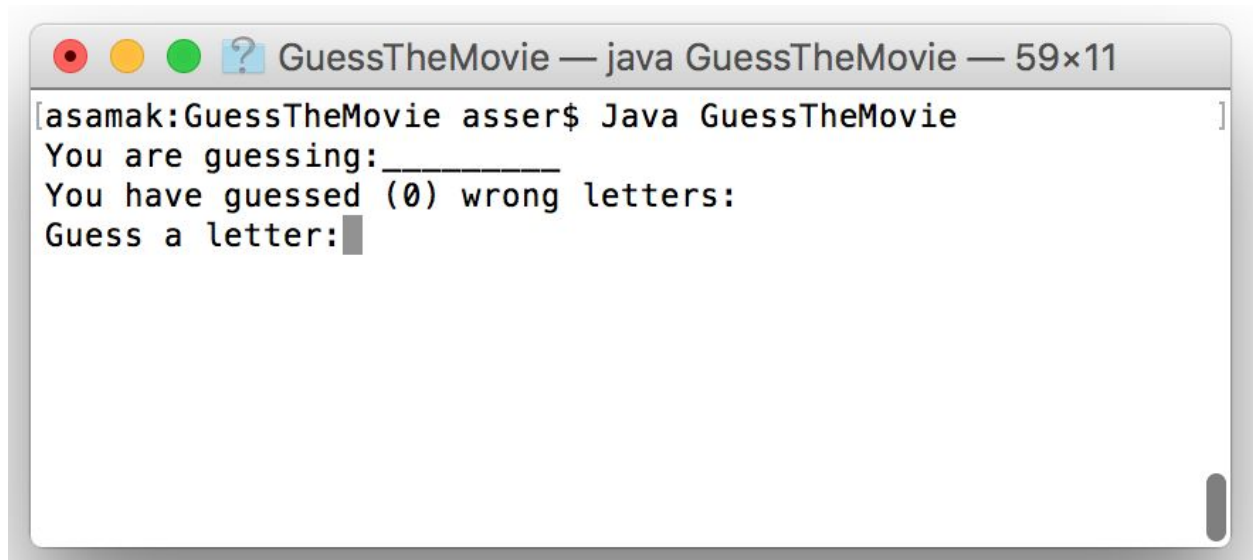 GuessTheMovie — java GuessTheMovie — 59×11
[asamak:GuessTheMovie asser$ Java GuessTheMovie ]
You are guessing:_________
You have guessed (0) wrong letters:
Guess a letter: